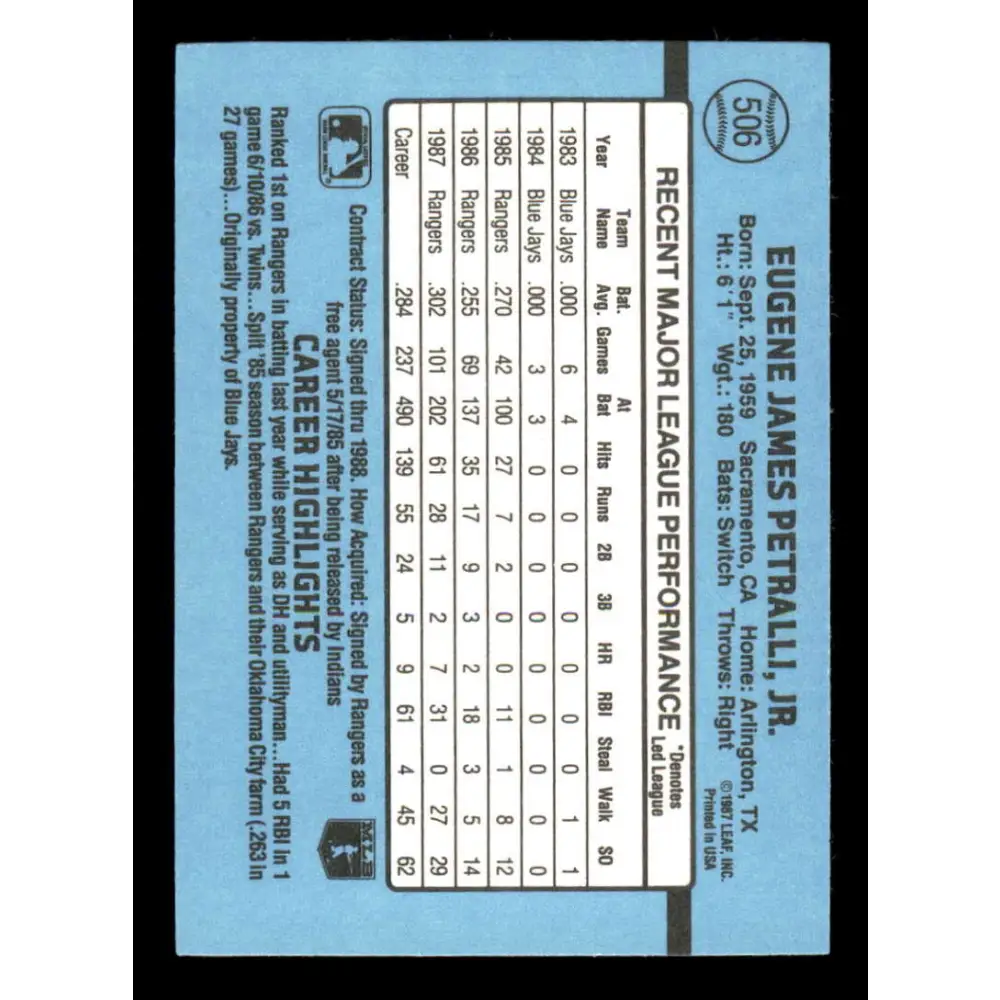 506
EUGENE JAMES PETRALLI, JR.
Born: Sept. 25, 1959 Sacramento, CA Home: Arlington, TX
Ht.: 6'1" Wgt.: 180 Bats: Switch Throws: Right
©1987 LEAF, INC.
Printed in USA
RECENT MAJOR LEAGUE PERFORMANCE
*Denotes
Led League
Year Team Name Bat. Avg. Games At Bat Hits Runs 2B 3B HR RBI Steal Walk SO
1983 Blue Jays .000 6 4 0 0 0 0 0 0 0 1 1
1984 Blue Jays .000 3 3 0 0 0 0 0 0 0 0 0
1985 Rangers .270 42 100 27 7 2 0 0 11 1 8 12
1986 Rangers .255 69 137 35 17 9 3 2 18 3 5 14
1987 Rangers .302 101 202 61 28 11 2 7 31 0 27 29
Career .284 237 490 139 55 24 5 9 61 4 45 62
Contract Status: Signed thru 1988. How Acquired: Signed by Rangers as a
free agent 5/17/85 after being released by Indians
MLB
CAREER HIGHLIGHTS
Ranked 1st on Rangers in batting last year while serving as DH and utilityman...Had 5 RBI in 1
game 6/10/86 vs. Twins...Split '85 season between Rangers and their Oklahoma City farm (.263 in
27 games)...Originally property of Blue Jays.